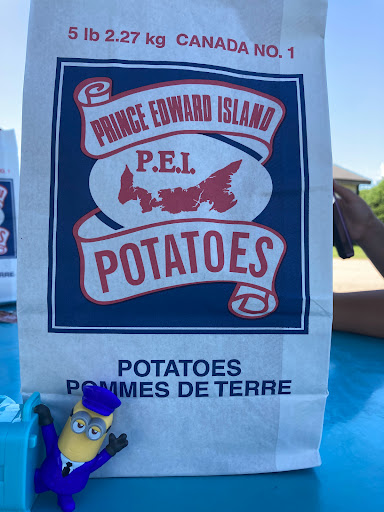 5 lb 2.27 kg CANADA NO. 1
PRINCE EDWARD ISLAND
P.E.I.
POTATOES
POTATOES
POMMES DE TERRE